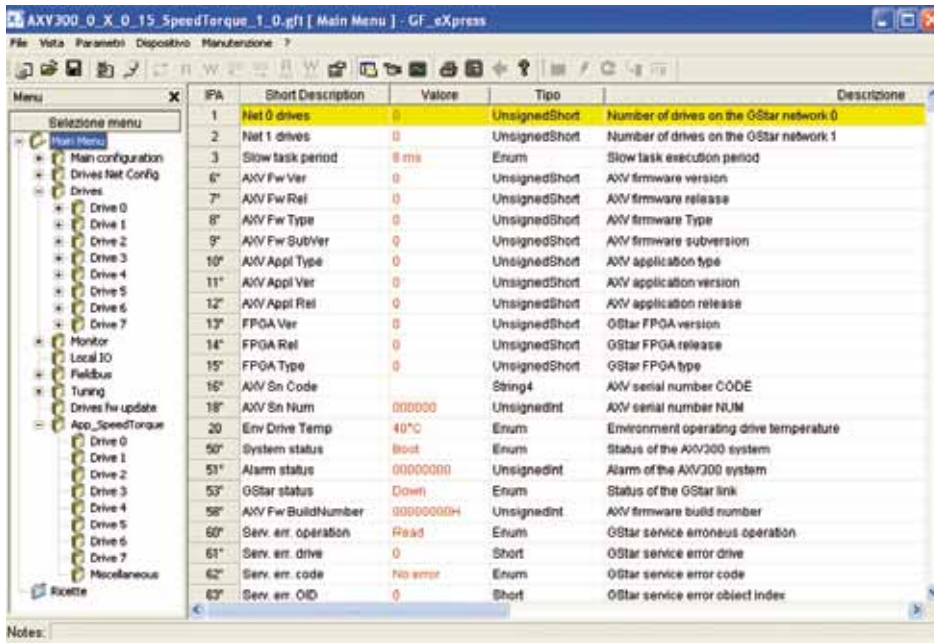 AXV300_0_X_0_15_SpeedTorque_1_0.gft [ Main Menu ] - GF_eXpress
File Vista Parametri Dispositivo Manutenzione ?
Menu
Selezione menu
Main Menu
Main configuration
Drives Net Config
Drives
Drive 0
Drive 1
Drive 2
Drive 3
Drive 4
Drive 5
Drive 6
Drive 7
Monitor
Local IO
Fieldbus
Tuning
Drives fw update
App_SpeedTorque
Drive 0
Drive 1
Drive 2
Drive 3
Drive 4
Drive 5
Drive 6
Drive 7
Miscellaneous
Ricette
IPA Short Description Valore Tipo Descrizione
1 Net 0 drives 0 UnsignedShort Number of drives on the GStar network 0
2 Net 1 drives 0 UnsignedShort Number of drives on the GStar network 1
3 Slow task period 8 ms Enum Slow task execution period
6* AXV Fw Ver 0 UnsignedShort AXV firmware version
7* AXV Fw Rel 0 UnsignedShort AXV firmware release
8* AXV Fw Type 0 UnsignedShort AXV firmware Type
9* AXV Fw SubVer 0 UnsignedShort AXV firmware subversion
10* AXV Appl Type 0 UnsignedShort AXV application type
11* AXV Appl Ver 0 UnsignedShort AXV application version
12* AXV Appl Rel 0 UnsignedShort AXV application release
13* FPGA Ver 0 UnsignedShort GStar FPGA version
14* FPGA Rel 0 UnsignedShort GStar FPGA release
15* FPGA Type 0 UnsignedShort GStar FPGA type
16* AXV Sn Code String4 AXV serial number CODE
18* AXV Sn Num 000000 UnsignedInt AXV serial number NUM
20 Env Drive Temp 40°C Enum Environment operating drive temperature
50* System status Boot Enum Status of the AXV300 system
51* Alarm status 00000000 UnsignedInt Alarm of the AXV300 system
53* GStar status Down Enum Status of the GStar link
58* AXV Fw BuildNumber 00000000H UnsignedInt AXV firmware build number
60* Serv. err. operation Read Enum GStar service erroneus operation
61* Serv. err. drive 0 Short GStar service error drive
62* Serv. err. code No error Enum GStar service error code
63* Serv. err. OID 0 Short GStar service error object index
Notes: